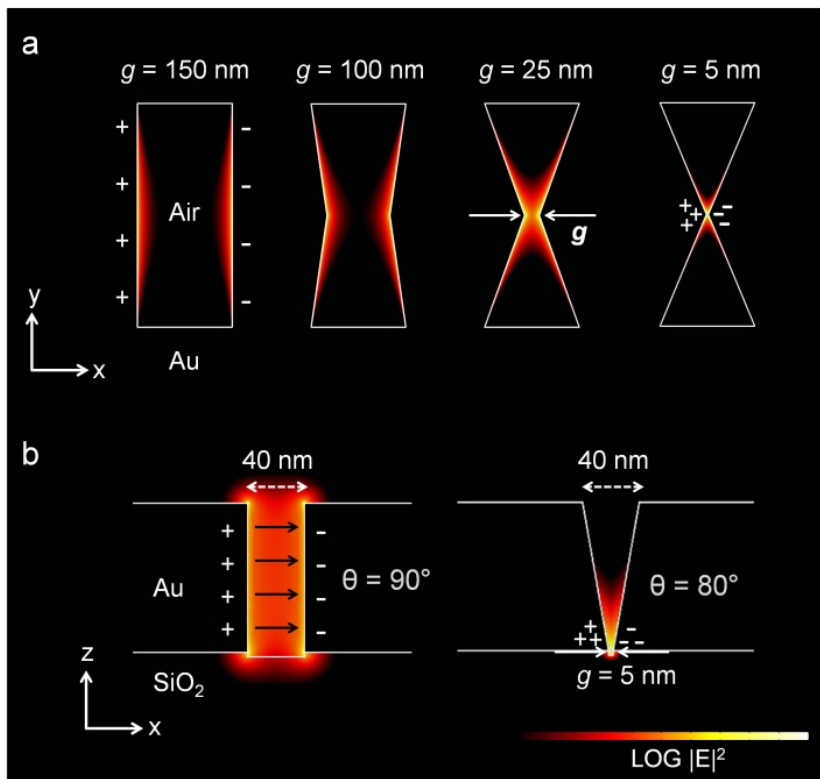 a
g = 150 nm g = 100 nm g = 25 nm g = 5 nm
+ - 
+ - 
Air
+ - g + + + - - -
+ -
y
x
Au
b
40 nm 40 nm
+ -
+ -
Au θ = 90° θ = 80°
+ - + -
+ - + + - -
z
SiO₂ g = 5 nm
x
LOG |E|²